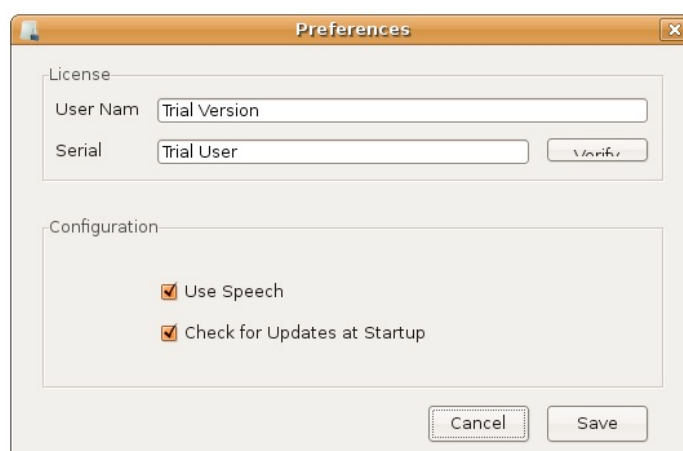 Preferences
License
User Nam Trial Version
Serial Trial User Verify
Configuration
Use Speech
Check for Updates at Startup
Cancel Save